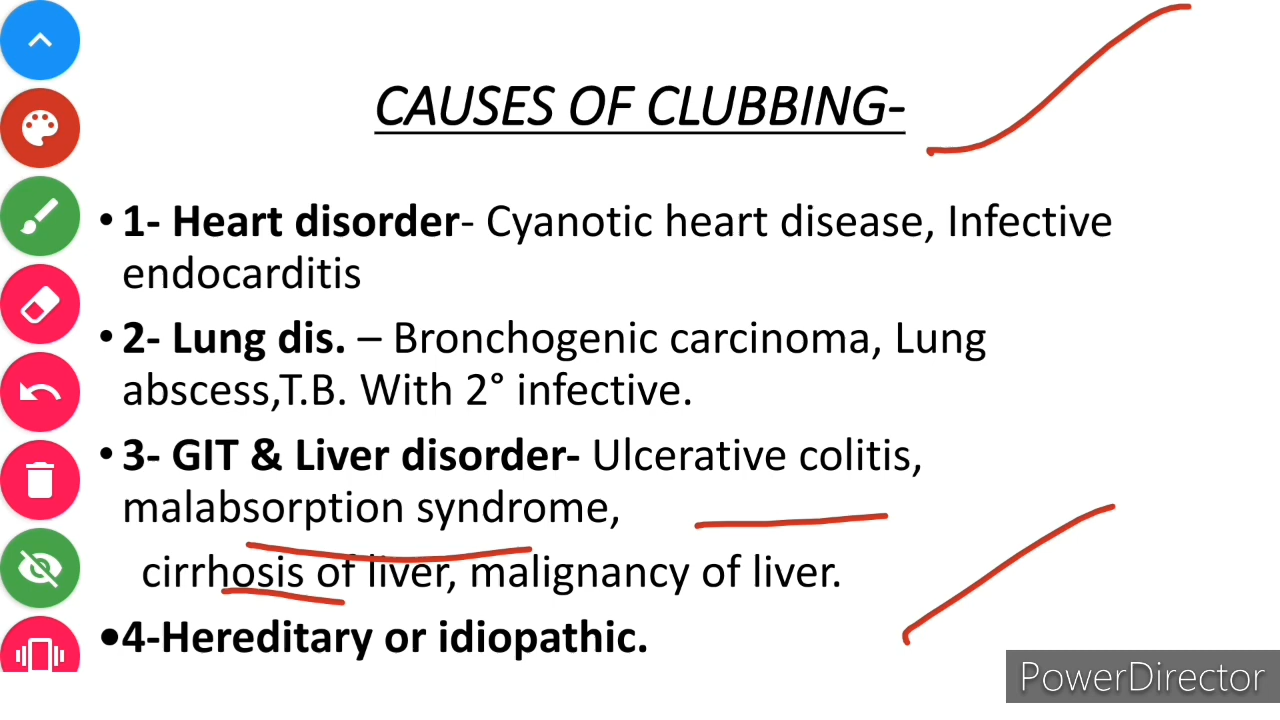 CAUSES OF CLUBBING-
• 1- Heart disorder- Cyanotic heart disease, Infective
endocarditis
• 2- Lung dis. – Bronchogenic carcinoma, Lung
abscess,T.B. With 2° infective.
• 3- GIT & Liver disorder- Ulcerative colitis,
malabsorption syndrome,
cirrhosis of liver, malignancy of liver.
•4-Hereditary or idiopathic.
PowerDirector